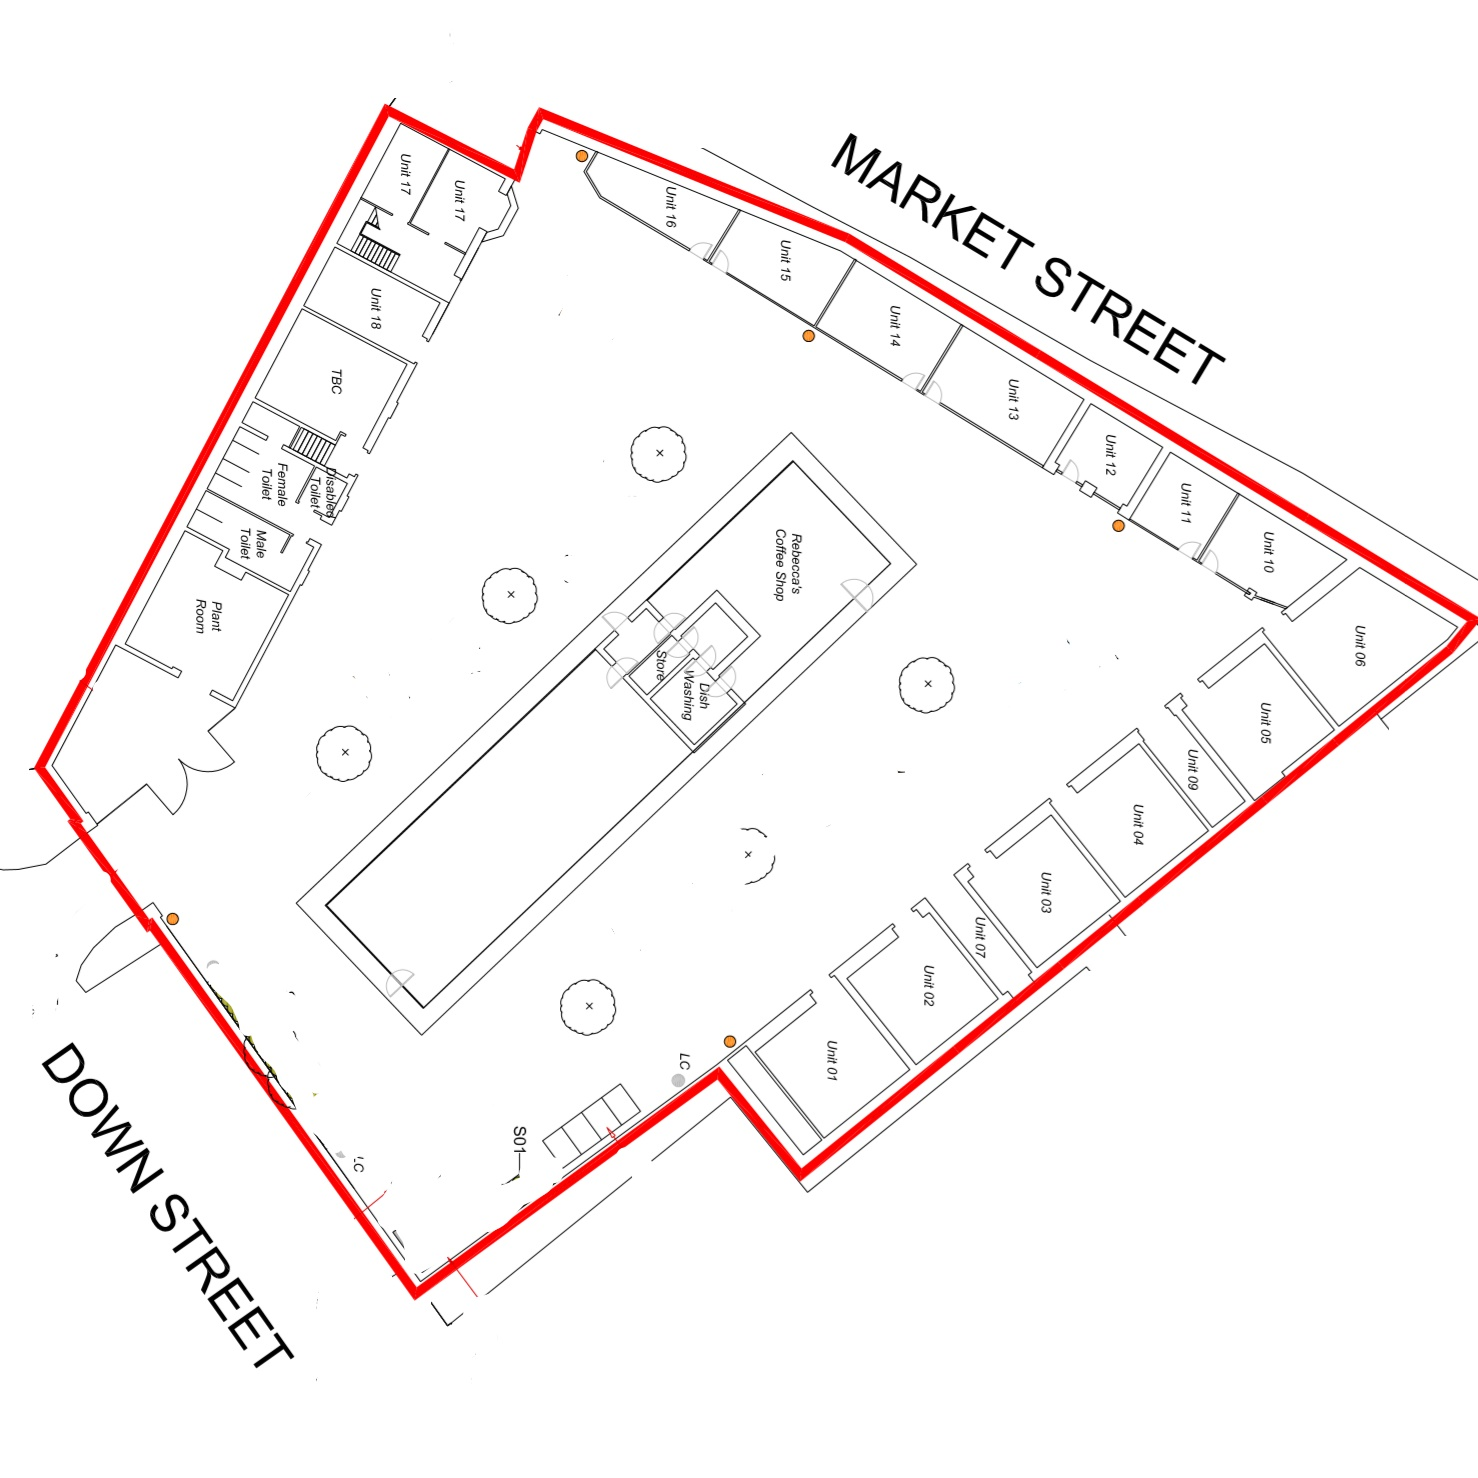 MARKET STREET
Unit 17
Unit 17
Unit 16
Unit 15
Unit 18
Unit 14
TBC
Unit 13
Unit 12
Female
Toilet
Disabled
Toilet
Unit 11
Male
Toilet
Unit 10
Rebecca's
Coffee Shop
Plant
Room
Unit 06
Store
Dish
Washing
Unit 05
Unit 09
Unit 04
Unit 03
Unit 07
Unit 02
Unit 01
LC
S01
LC
DOWN STREET